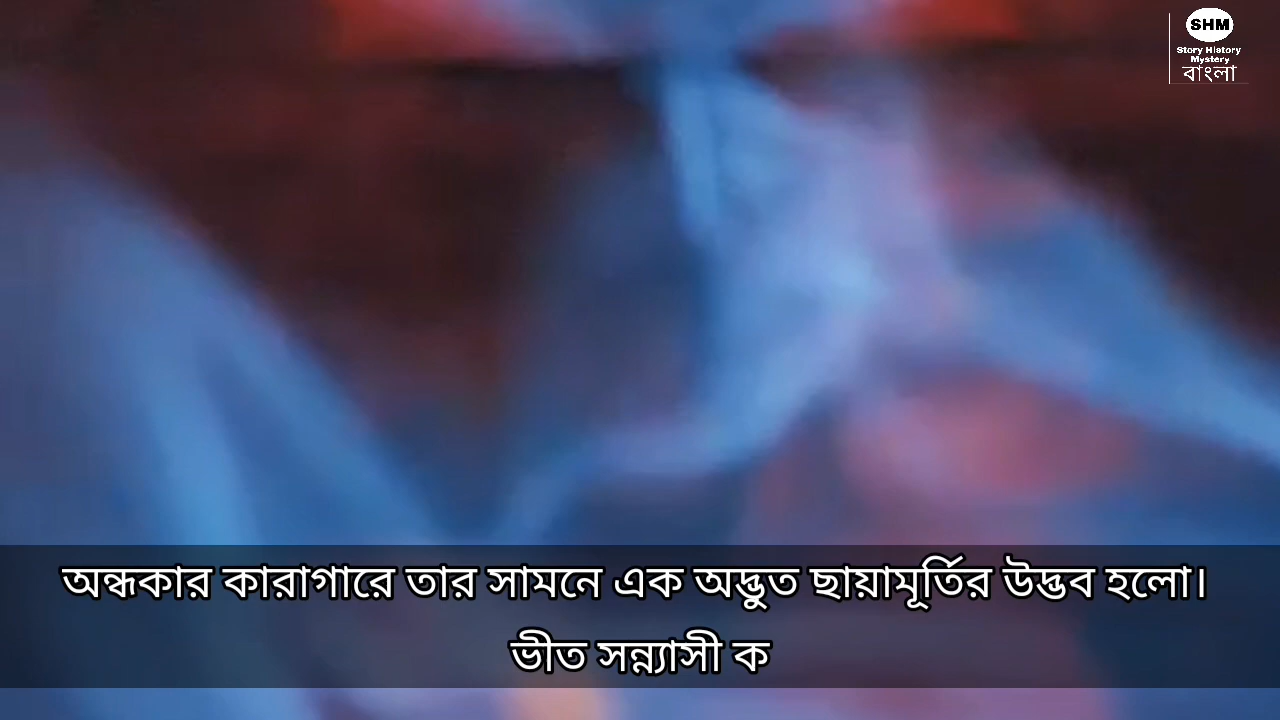 SHM
Story History
Mystery
বাংলা
অন্ধকার কারাগারে তার সামনে এক অদ্ভুত ছায়ামূর্তির উদ্ভব হলো।
ভীত সন্ন্যাসী ক